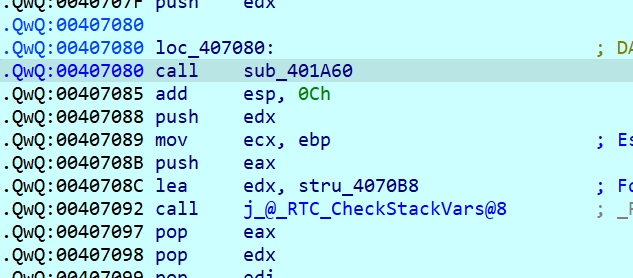 .QwQ:0040707F push    edx
.QwQ:00407080
.QwQ:00407080 loc_407080:                             ; DA
.QwQ:00407080 call    sub_401A60
.QwQ:00407085 add     esp, 0Ch
.QwQ:00407088 push    edx
.QwQ:00407089 mov     ecx, ebp                        ; Es
.QwQ:0040708B push    eax
.QwQ:0040708C lea     edx, stru_4070B8                ; Fo
.QwQ:00407092 call    j_@_RTC_CheckStackVars@8        ; _F
.QwQ:00407097 pop     eax
.QwQ:00407098 pop     edx
.QwQ:00407099 pop     edi